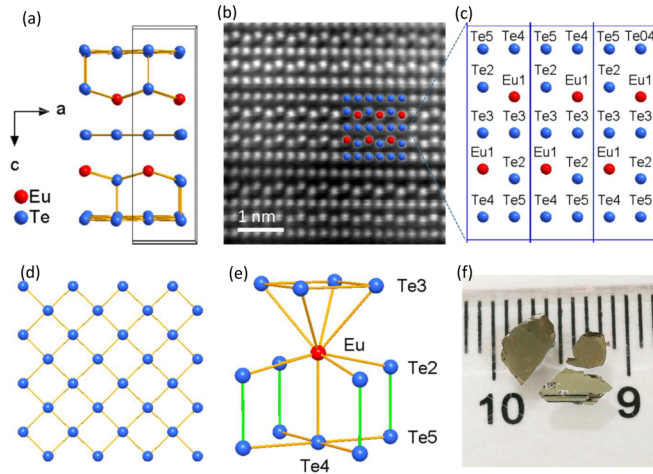 (a)
a
c
Eu
Te
(b)
1 nm
(c)
Te5 Te4 Te5 Te4 Te5 Te04
Te2 Eu1 Te2 Eu1 Te2 Eu1
Te3 Te3 Te3 Te3 Te3 Te3
Eu1 Te2 Eu1 Te2 Eu1 Te2
Te4 Te5 Te4 Te5 Te4 Te5
(d)
(e)
Te3
Eu
Te2
Te5
Te4
(f)
10 9